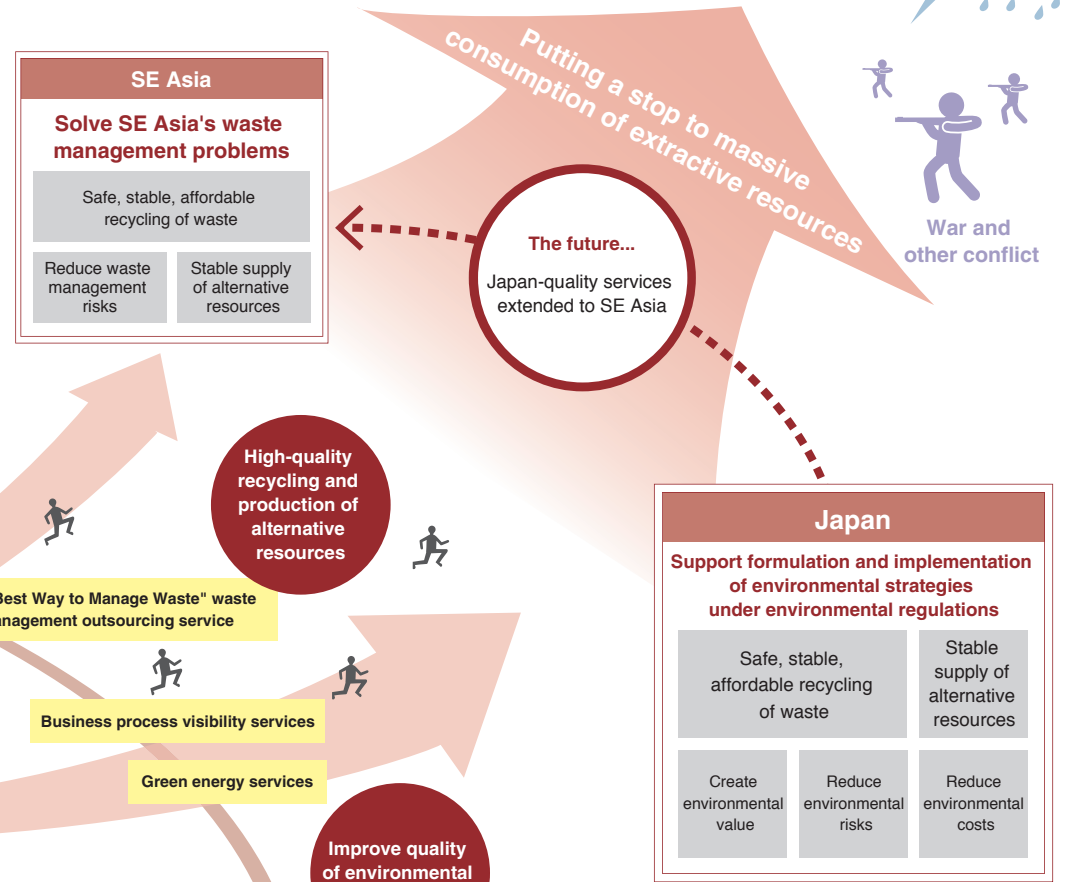 Putting a stop to massive
consumption of extractive resources
SE Asia
Solve SE Asia's waste
management problems
Safe, stable, affordable
recycling of waste
Reduce waste
management
risks
Stable supply
of alternative
resources
The future...
Japan-quality services
extended to SE Asia
War and
other conflict
High-quality
recycling and
production of
alternative
resources
Best Way to Manage Waste" waste
outsourcing service
Business process visibility services
Green energy services
Improve quality
of environmental
Japan
Support formulation and implementation
of environmental strategies
under environmental regulations
Safe, stable,
affordable recycling
of waste
Stable
supply of
alternative
resources
Create
environmental
value
Reduce
environmental
risks
Reduce
environmental
costs